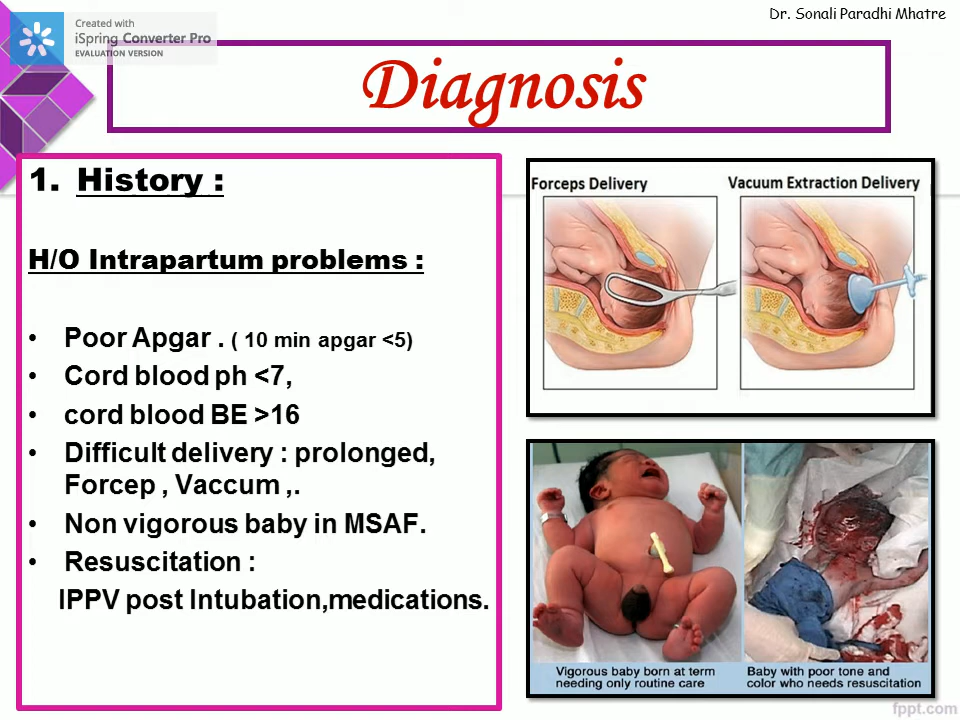 Dr. Sonali Paradhi Mhatre
Created with
iSpring Converter Pro
EVALUATION VERSION
Diagnosis
1. History :
H/O Intrapartum problems :
• Poor Apgar . ( 10 min apgar <5)
• Cord blood ph <7,
• cord blood BE >16
• Difficult delivery : prolonged,
Forcep , Vaccum ,.
• Non vigorous baby in MSAF.
• Resuscitation :
IPPV post Intubation,medications.
Forceps Delivery
Vacuum Extraction Delivery
Vigorous baby born at term
needing only routine care
Baby with poor tone and
color who needs resuscitation
fppt.com